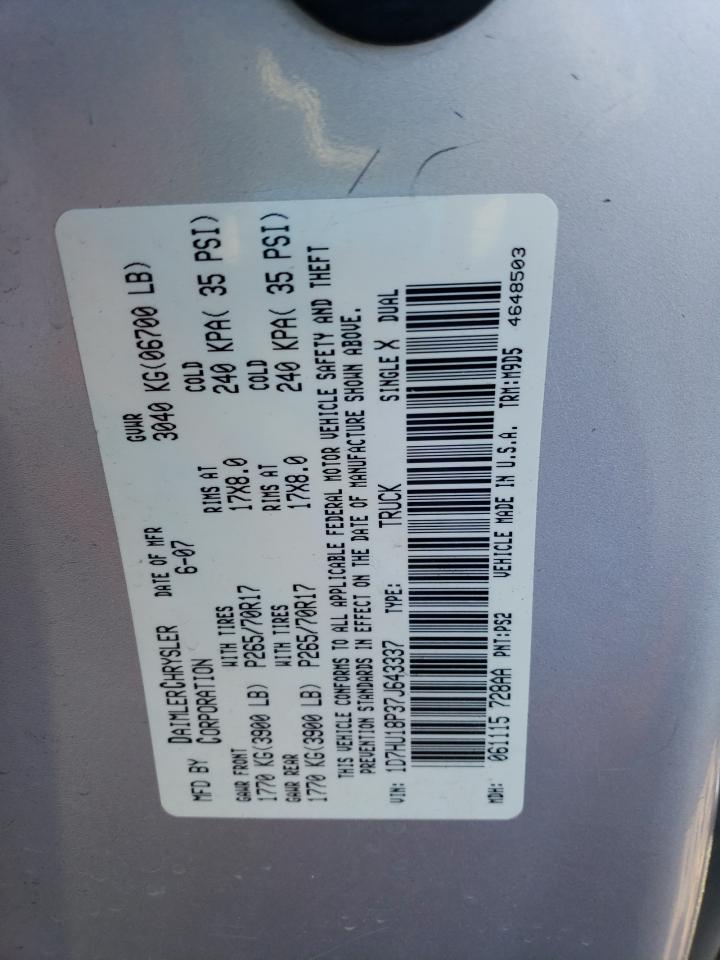 MFD BY DAIMLERCHRYSLER CORPORATION DATE OF MFR 6-07 GVWR 3040 KG(06700 LB)
GAWR FRONT WITH TIRES RIMS AT COLD
1770 KG(3900 LB) P265/70R17 17X8.0 240 KPA( 35 PSI)
GAWR REAR WITH TIRES RIMS AT COLD
1770 KG(3900 LB) P265/70R17 17X8.0 240 KPA( 35 PSI)
THIS VEHICLE CONFORMS TO ALL APPLICABLE FEDERAL MOTOR VEHICLE SAFETY AND THEFT
PREVENTION STANDARDS IN EFFECT ON THE DATE OF MANUFACTURE SHOWN ABOVE.
VIN: 1D7HU18P37J643337 TYPE: TRUCK SINGLE X DUAL
MDH: 061115 728AA PNT:PS2 VEHICLE MADE IN U.S.A. TRM:M9D5 4648503